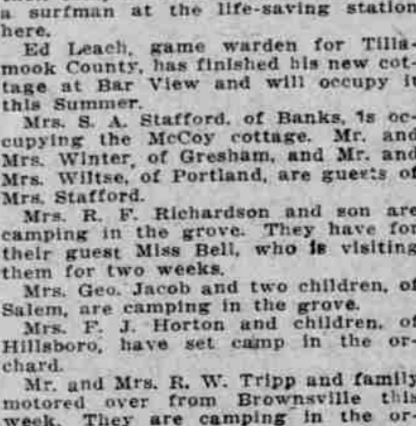 a surfman at the life-saving station
here.
Ed Leach, game warden for Tilla-
mook County, has finished his new cot-
tage at Bar View and will occupy it
this Summer.
Mrs. S. A. Stafford, of Banks, is oc-
cupying the McCoy cottage. Mr. and
Mrs. Winter, of Gresham, and Mr. and
Mrs. Wiltse, of Portland, are guests of
Mrs. Stafford.
Mrs. R. F. Richardson and son are
camping in the grove. They have for
their guest Miss Bell, who is visiting
them for two weeks.
Mrs. Geo. Jacob and two children, of
Salem, are camping in the grove.
Mrs. F. J. Horton and children, of
Hillsboro, have set camp in the or-
chard.
Mr. and Mrs. R. W. Tripp and family
motored over from Brownsville this
week. They are camping in the or-